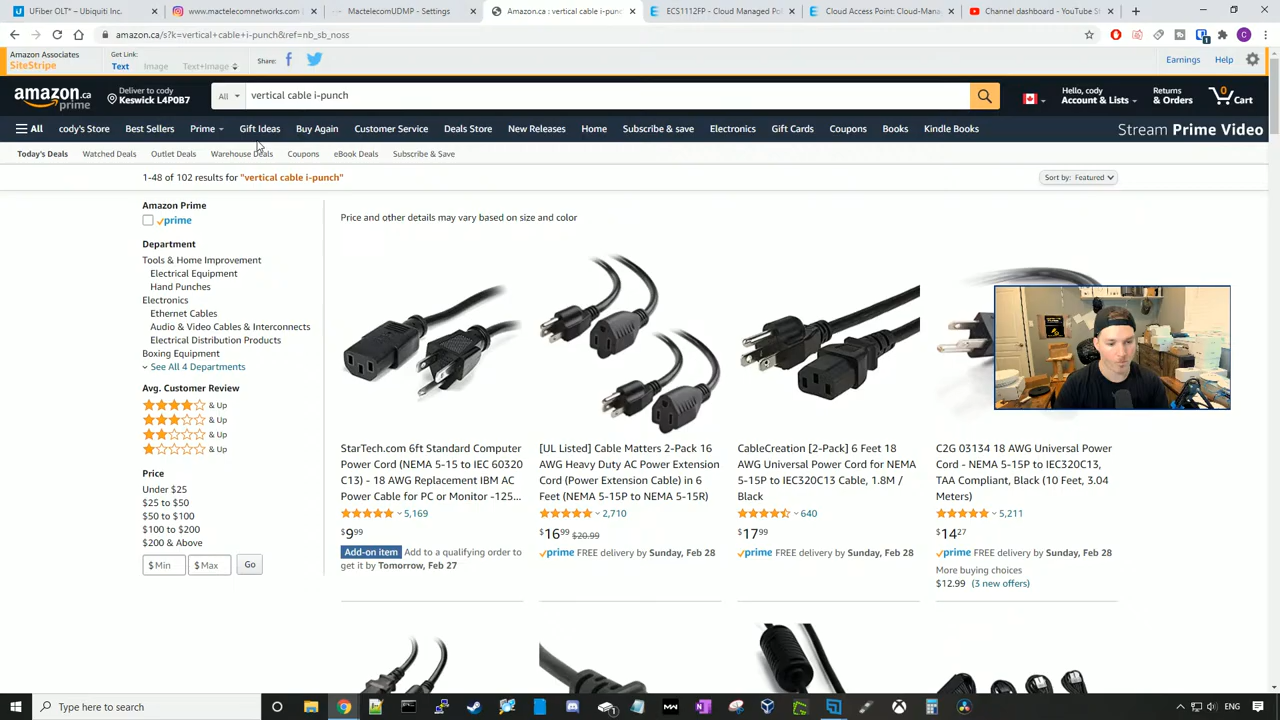 UFiber OLT* – Ubiquiti Inc.
www.mactelecomnetworks.com
MactelecomUDMP - Settings
Amazon.ca : vertical cable i-pun
ECS1112FP - Cloud Managed Po
Cloud Access Point: Cloud-Mana
Channel dashboard - YouTube St
amazon.ca/s?k=vertical+cable+i-punch&ref=nb_sb_noss
Amazon Associates
SiteStripe
Get Link:
Text Image Text+Image
Share:
Earnings Help
amazon.ca
prime
Deliver to cody
Keswick L4P0B7
All
vertical cable i-punch
Hello, cody
Account & Lists
Returns
& Orders
0
Cart
All cody's Store Best Sellers Prime Gift Ideas Buy Again Customer Service Deals Store New Releases Home Subscribe & save Electronics Gift Cards Coupons Books Kindle Books
Stream Prime Video
Today's Deals Watched Deals Outlet Deals Warehouse Deals Coupons eBook Deals Subscribe & Save
1-48 of 102 results for "vertical cable i-punch"
Sort by: Featured
Amazon Prime
prime
Department
Tools & Home Improvement
Electrical Equipment
Hand Punches
Electronics
Ethernet Cables
Audio & Video Cables & Interconnects
Electrical Distribution Products
Boxing Equipment
See All 4 Departments
Avg. Customer Review
& Up
& Up
& Up
& Up
Price
Under $25
$25 to $50
$50 to $100
$100 to $200
$200 & Above
$ Min $ Max Go
Price and other details may vary based on size and color
StarTech.com 6ft Standard Computer
Power Cord (NEMA 5-15 to IEC 60320
C13) - 18 AWG Replacement IBM AC
Power Cable for PC or Monitor -125...
5,169
$999
Add-on item Add to a qualifying order to
get it by Tomorrow, Feb 27
[UL Listed] Cable Matters 2-Pack 16
AWG Heavy Duty AC Power Extension
Cord (Power Extension Cable) in 6
Feet (NEMA 5-15P to NEMA 5-15R)
2,710
$1699 $20.99
prime FREE delivery by Sunday, Feb 28
CableCreation [2-Pack] 6 Feet 18
AWG Universal Power Cord for NEMA
5-15P to IEC320C13 Cable, 1.8M /
Black
640
$1799
prime FREE delivery by Sunday, Feb 28
C2G 03134 18 AWG Universal Power
Cord - NEMA 5-15P to IEC320C13,
TAA Compliant, Black (10 Feet, 3.04
Meters)
5,211
$1427
prime FREE delivery by Sunday, Feb 28
More buying choices
$12.99 (3 new offers)
Type here to search
ENG